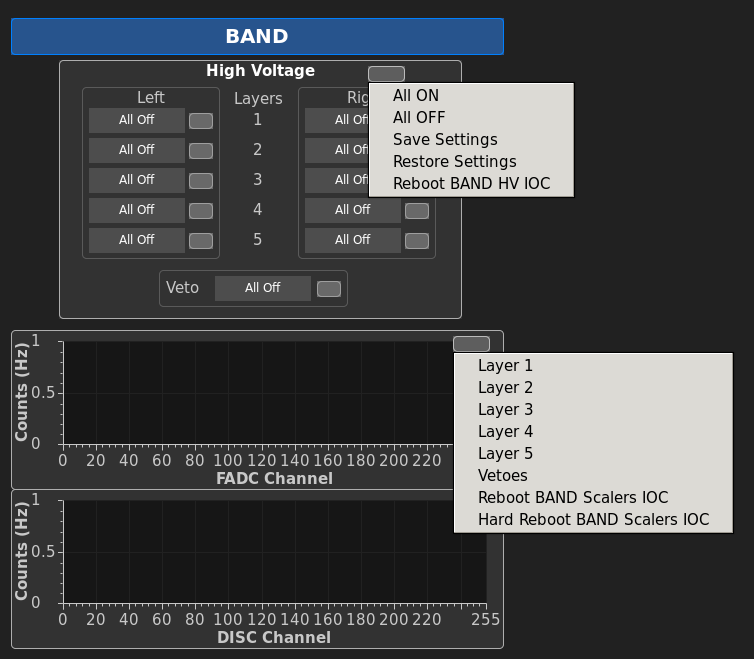 BAND
High Voltage
Left Layers
All Off 1 All Off
All Off 2 All Off
All Off 3 All Off
All Off 4 All Off
All Off 5 All Off
Veto All Off
All ON
All OFF
Save Settings
Restore Settings
Reboot BAND HV IOC
Counts (Hz)
1
0.5
0
0 20 40 60 80 100 120 140 160 180 200 220
FADC Channel
Layer 1
Layer 2
Layer 3
Layer 4
Layer 5
Vetoes
Reboot BAND Scalers IOC
Hard Reboot BAND Scalers IOC
Counts (Hz)
1
0.5
0
0 20 40 60 80 100 120 140 160 180 200 220 255
DISC Channel